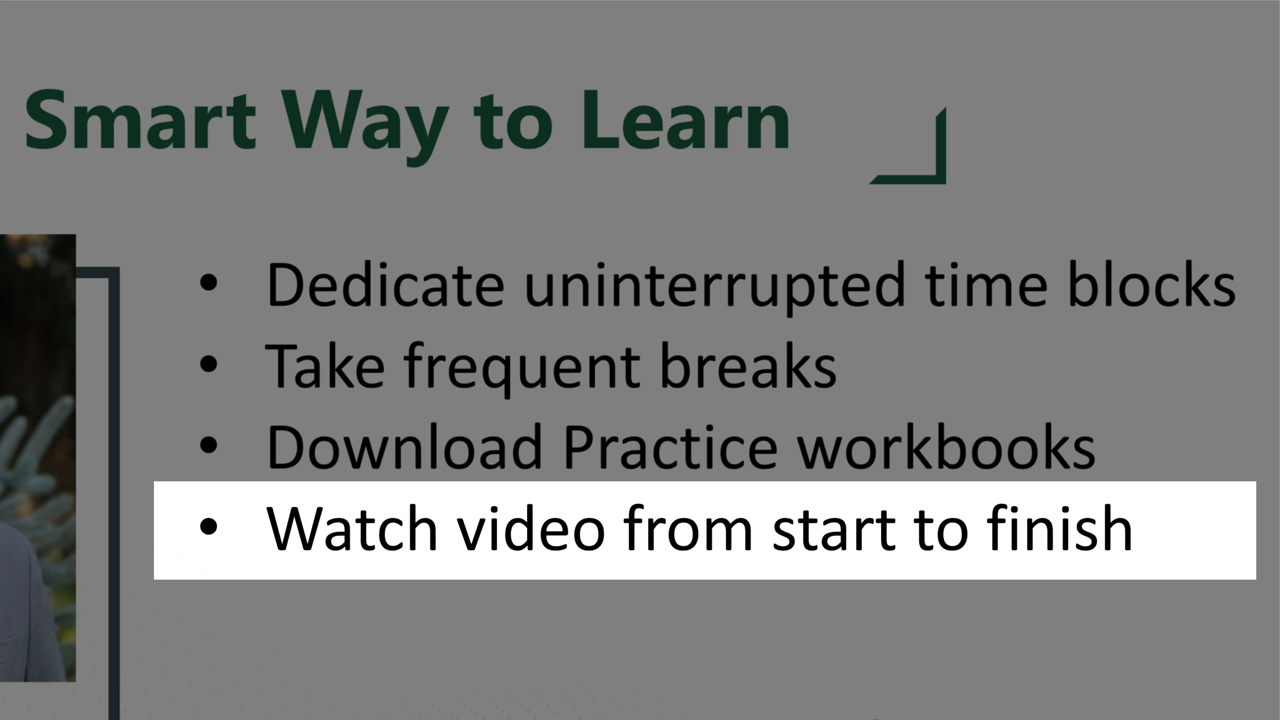 Smart Way to Learn
• Dedicate uninterrupted time blocks
• Take frequent breaks
• Download Practice workbooks
• Watch video from start to finish